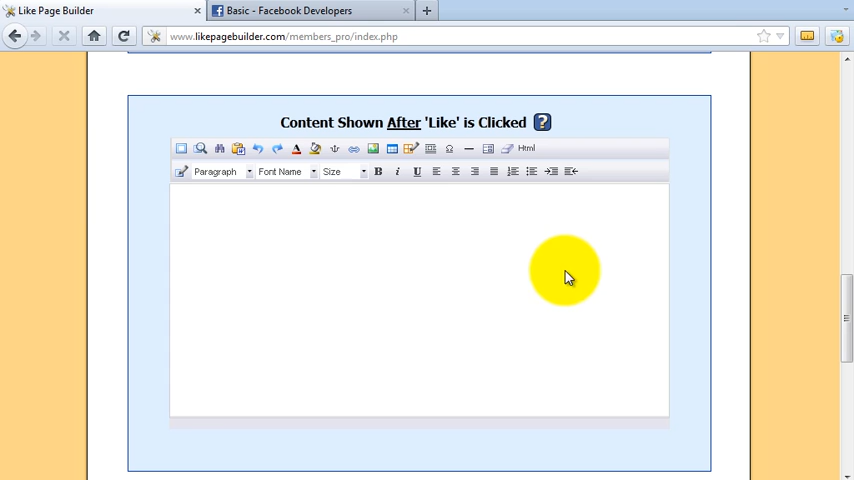 Like Page Builder
Basic - Facebook Developers
www.likepagebuilder.com/members_pro/index.php
Content Shown After 'Like' is Clicked ?
Html
Paragraph Font Name Size B i U